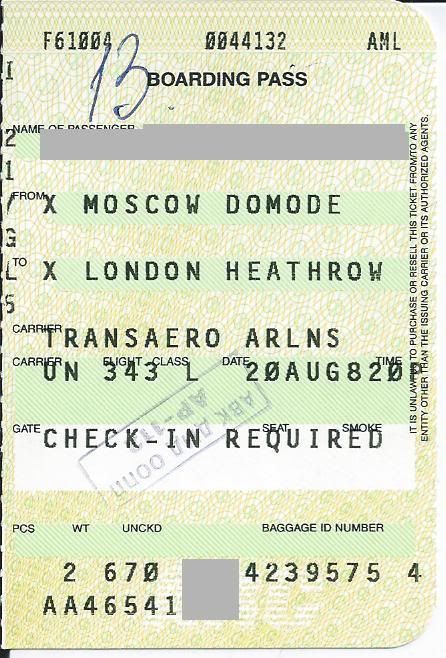 F61004 0044132 AML
13
BOARDING PASS
NAME OF PASSENGER
FROM X MOSCOW DOMODE
TO X LONDON HEATHROW
CARRIER
TRANSAERO ARLNS
CARRIER FLIGHT CLASS DATE TIME
UN 343 L 20AUG820
GATE SEAT SMOKE
CHECK-IN REQUIRED
PCS WT UNCKD BAGGAGE ID NUMBER
2 670 4239575 4
AA46541
IT IS UNLAWFUL TO PURCHASE OR RESELL THIS TICKET FROM/TO ANY
ENTITY OTHER THAN THE ISSUING CARRIER OR ITS AUTHORIZED AGENTS.